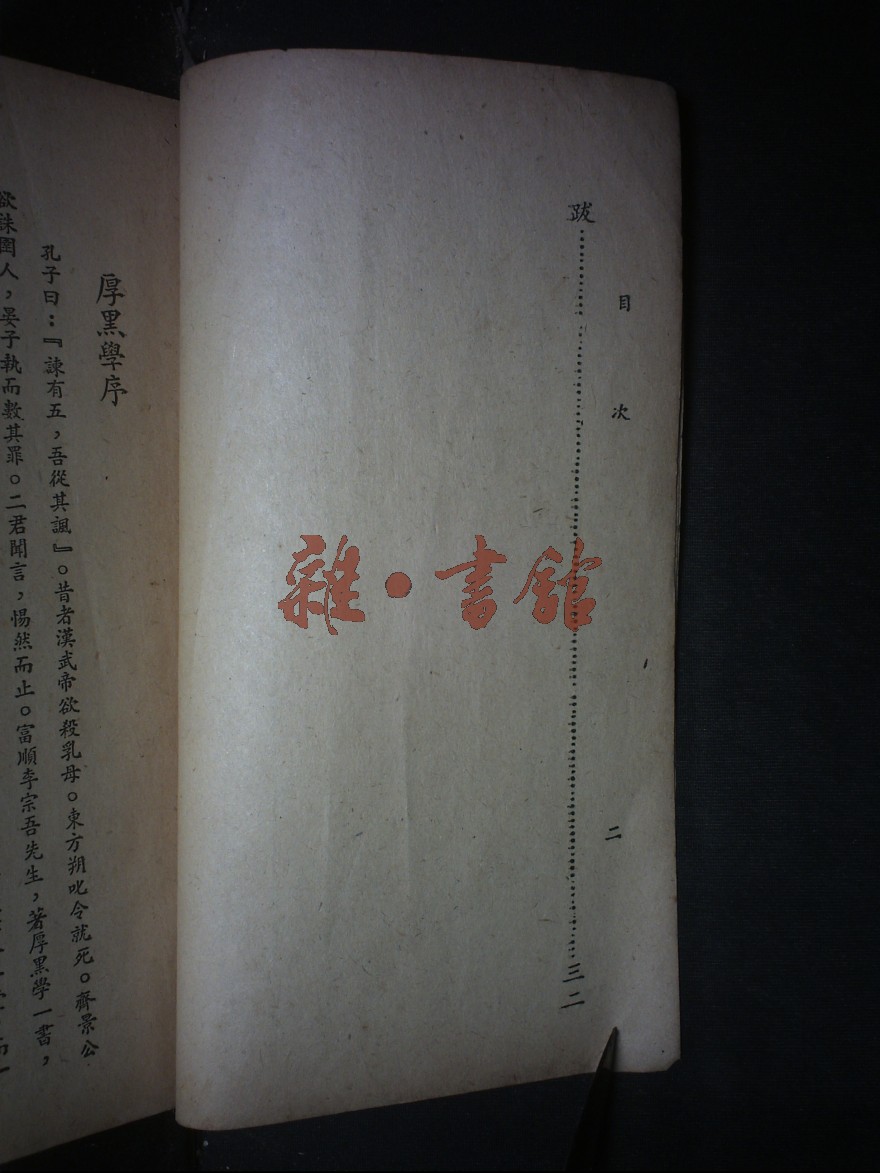 目次
二
跋……三二
雜·書館
厚黑學序
孔子曰：『諫有五，吾從其諷』。昔者漢武帝欲殺乳母。東方朔叱令就死。齊景公
欲誅圉人，晏子執而數其罪。二君聞言，惕然而止。富順李宗吾先生，著厚黑學一書，